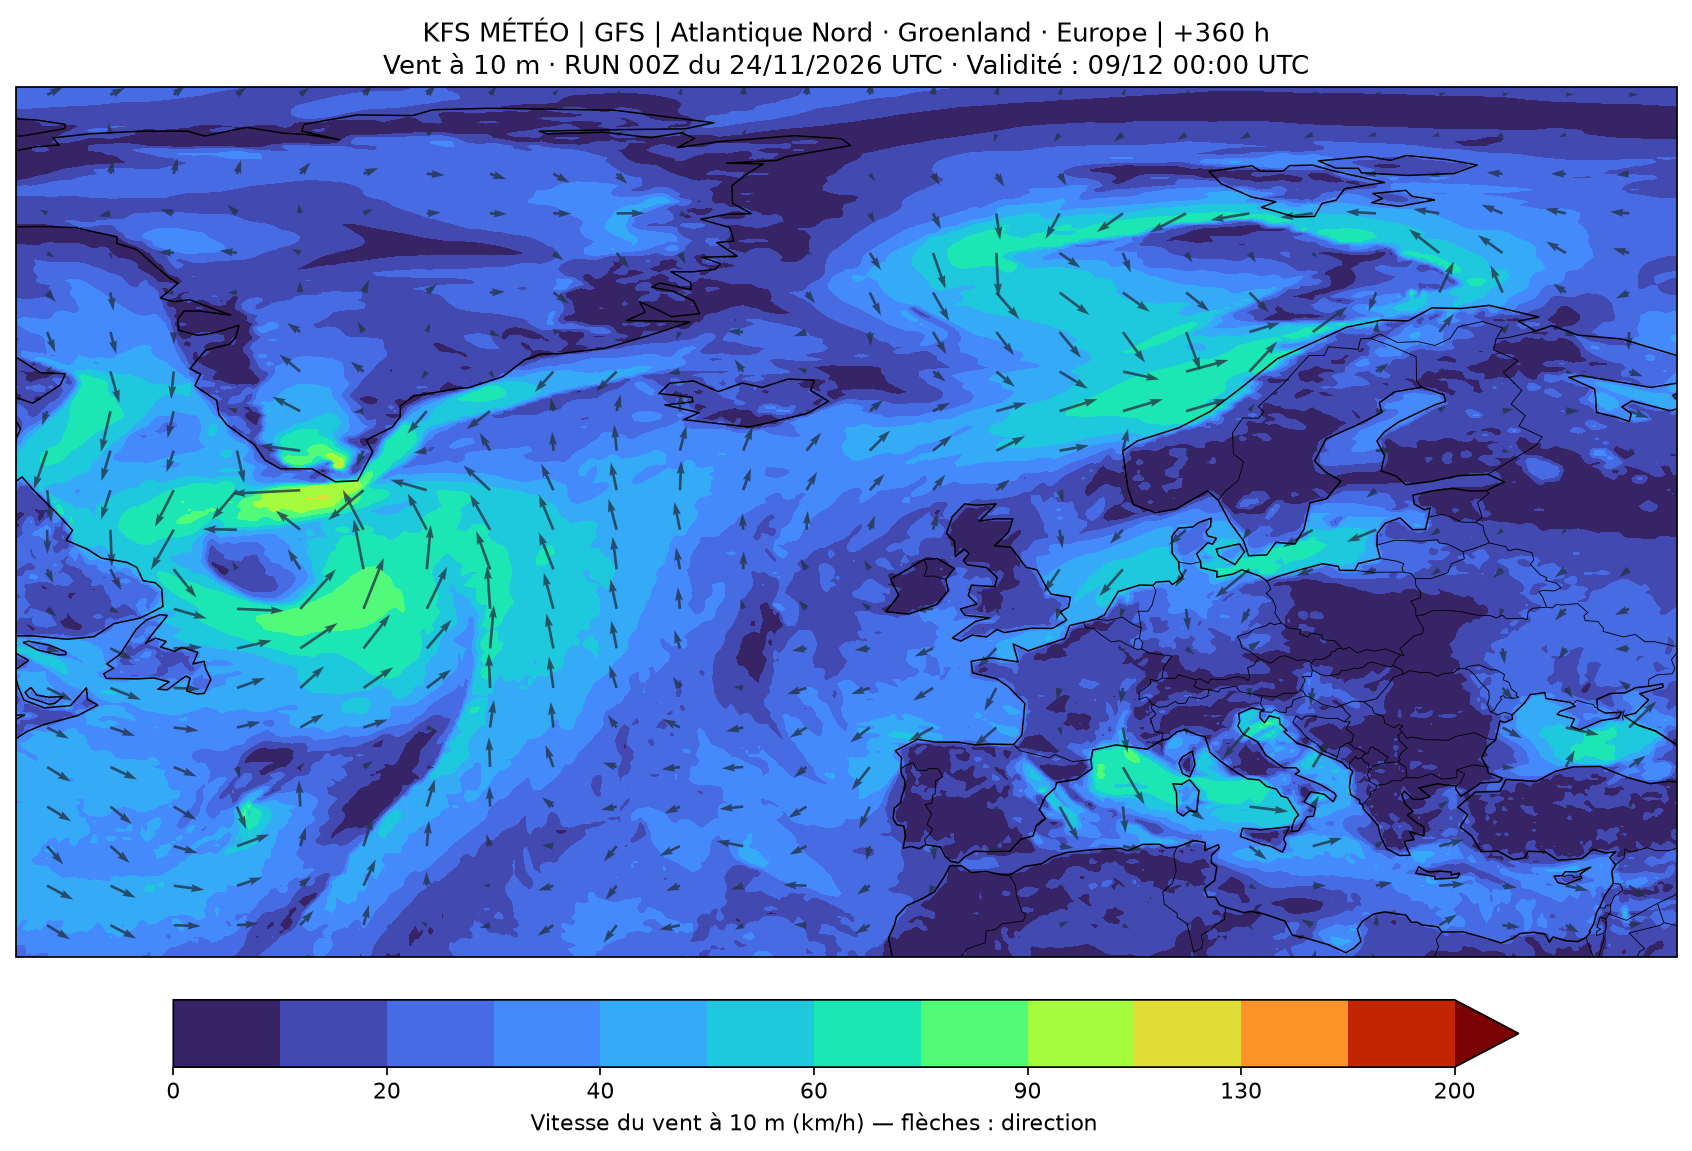 KFS MÉTÉO | GFS | Atlantique Nord · Groenland · Europe | +360 h
Vent à 10 m · RUN 00Z du 24/11/2026 UTC · Validité : 09/12 00:00 UTC
0 20 40 60 90 130 200
Vitesse du vent à 10 m (km/h) — flèches : direction